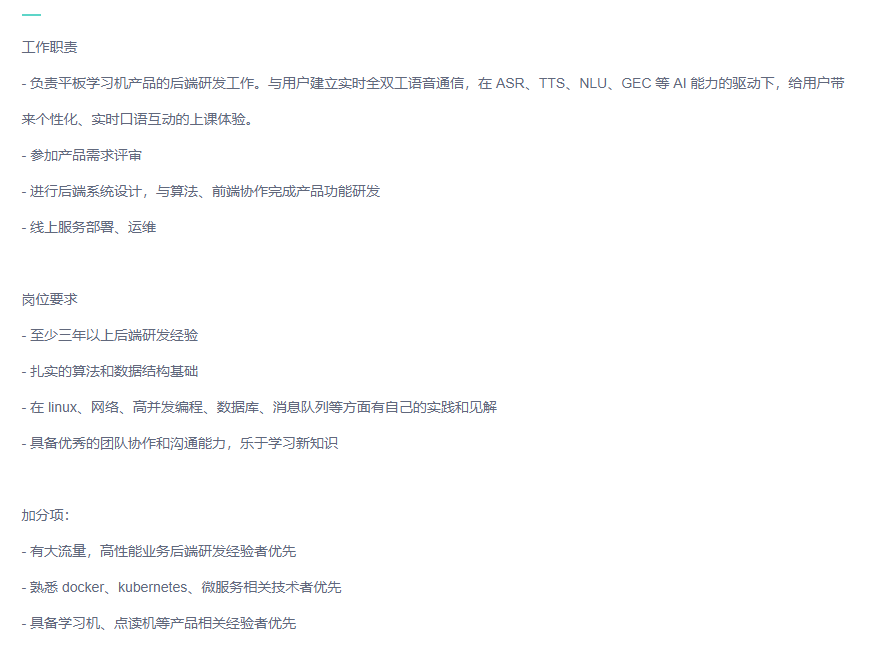 工作职责
- 负责平板学习机产品的后端研发工作。与用户建立实时全双工语音通信，在 ASR、TTS、NLU、GEC 等 AI 能力的驱动下，给用户带
来个性化、实时口语互动的上课体验。
- 参加产品需求评审
- 进行后端系统设计，与算法、前端协作完成产品功能研发
- 线上服务部署、运维
岗位要求
- 至少三年以上后端研发经验
- 扎实的算法和数据结构基础
- 在 linux、网络、高并发编程、数据库、消息队列等方面有自己的实践和见解
- 具备优秀的团队协作和沟通能力，乐于学习新知识
加分项：
- 有大流量，高性能业务后端研发经验者优先
- 熟悉 docker、kubernetes、微服务相关技术者优先
- 具备学习机、点读机等产品相关经验者优先